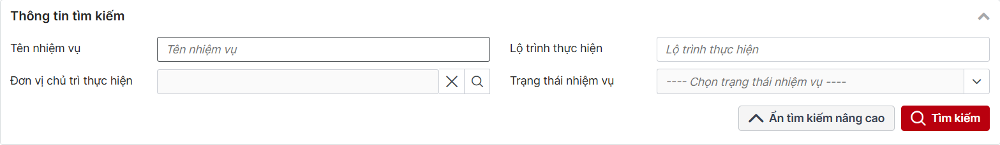 Thông tin tìm kiếm
Tên nhiệm vụ Tên nhiệm vụ Lộ trình thực hiện Lộ trình thực hiện
Đơn vị chủ trì thực hiện Trạng thái nhiệm vụ ---- Chọn trạng thái nhiệm vụ ----
Ẩn tìm kiếm nâng cao Tìm kiếm